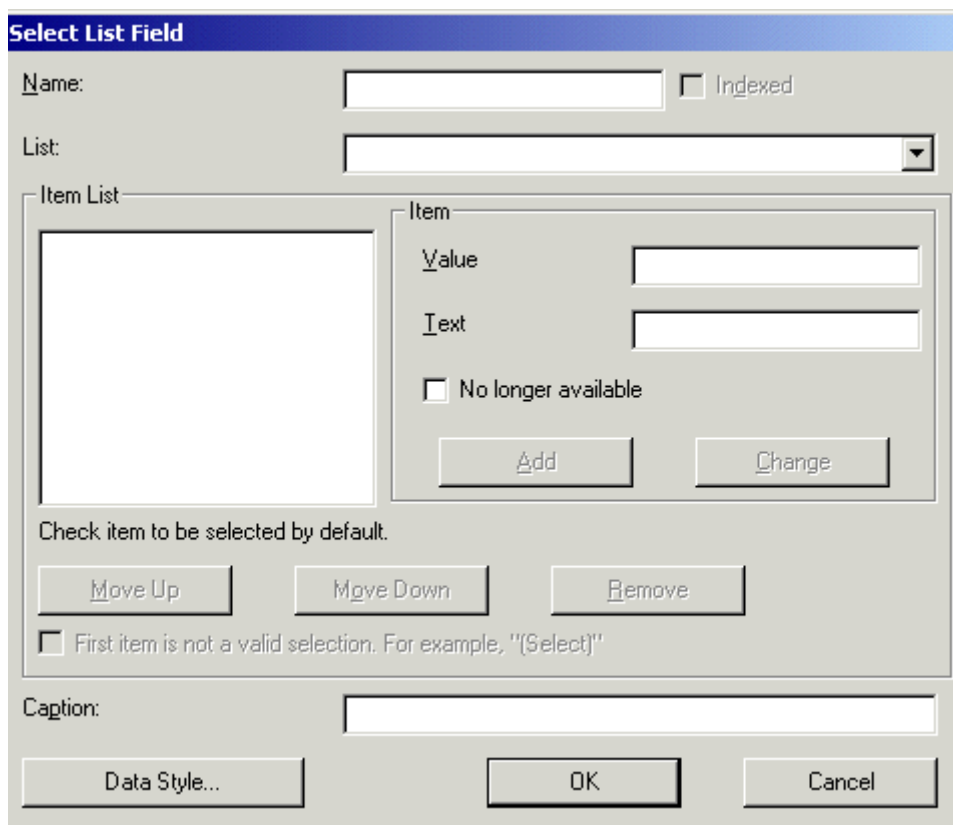 Select List Field
Name:
Indexed
List:
Item List
Item
Value
Text
No longer available
Add
Change
Check item to be selected by default.
Move Up
Move Down
Remove
First item is not a valid selection. For example, "(Select)"
Caption:
Data Style...
OK
Cancel